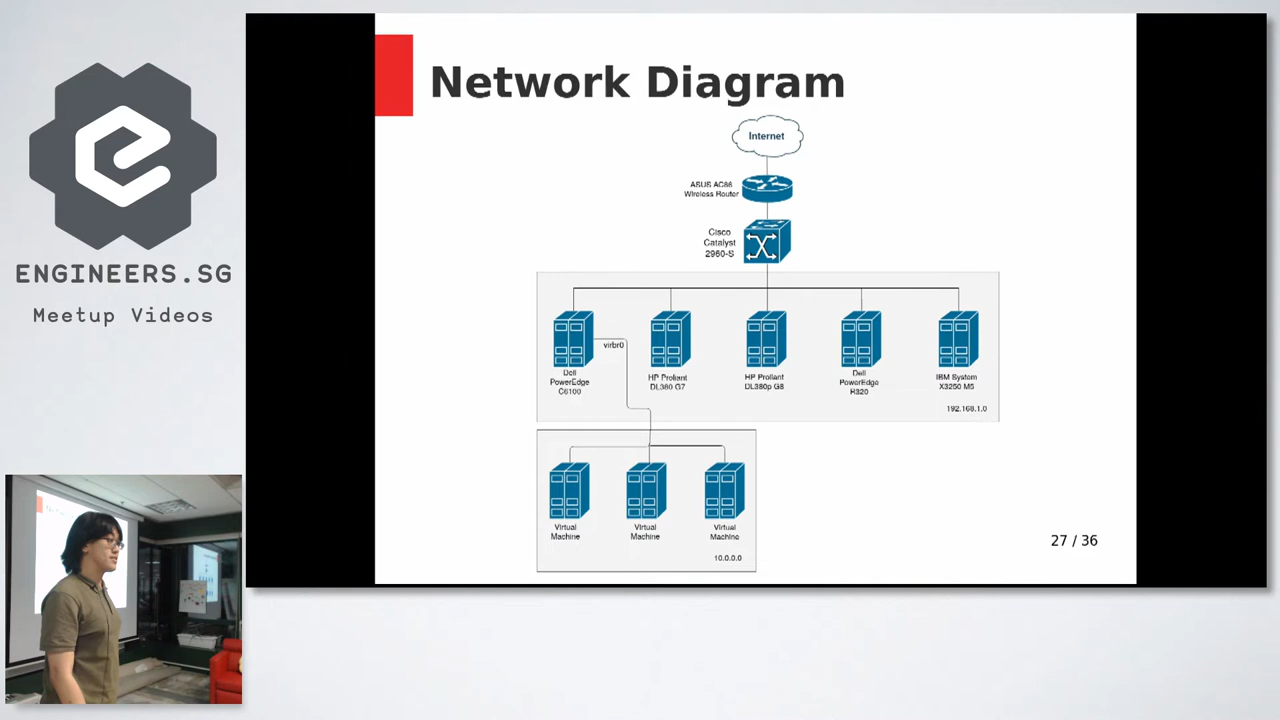 Network Diagram
Internet
ASUS AC86
Wireless Router
Cisco
Catalyst
2960-S
virbr0
Dell
PowerEdge
C6100
HP Proliant
DL380 G7
HP Proliant
DL380p G8
Dell
PowerEdge
R320
IBM System
X3250 M5
192.168.1.0
Virtual
Machine
Virtual
Machine
Virtual
Machine
10.0.0.0
27 / 36
ENGINEERS.SG
Meetup Videos